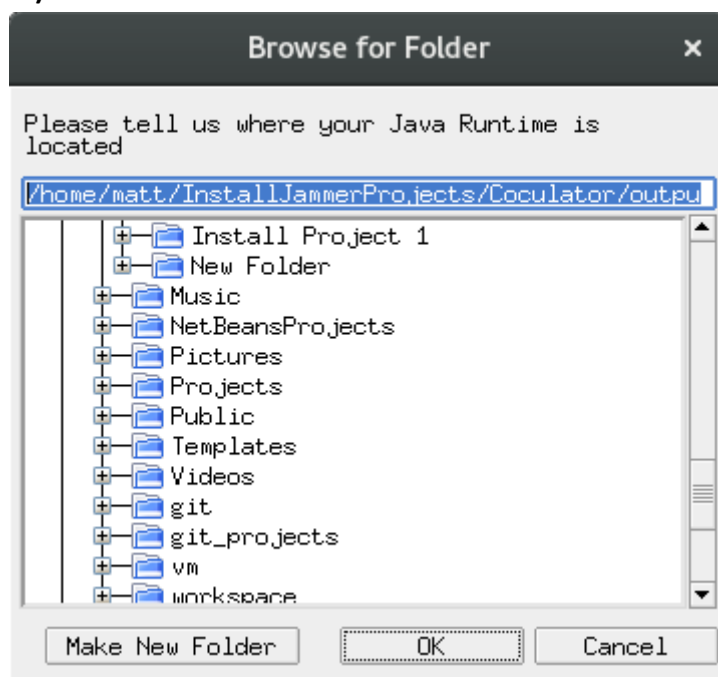 Browse for Folder
Please tell us where your Java Runtime is
located
/home/matt/InstallJammerProjects/Coculator/outpu
Install Project 1
New Folder
Music
NetBeansProjects
Pictures
Projects
Public
Templates
Videos
git
git_projects
vm
workspace
Make New Folder
OK
Cancel